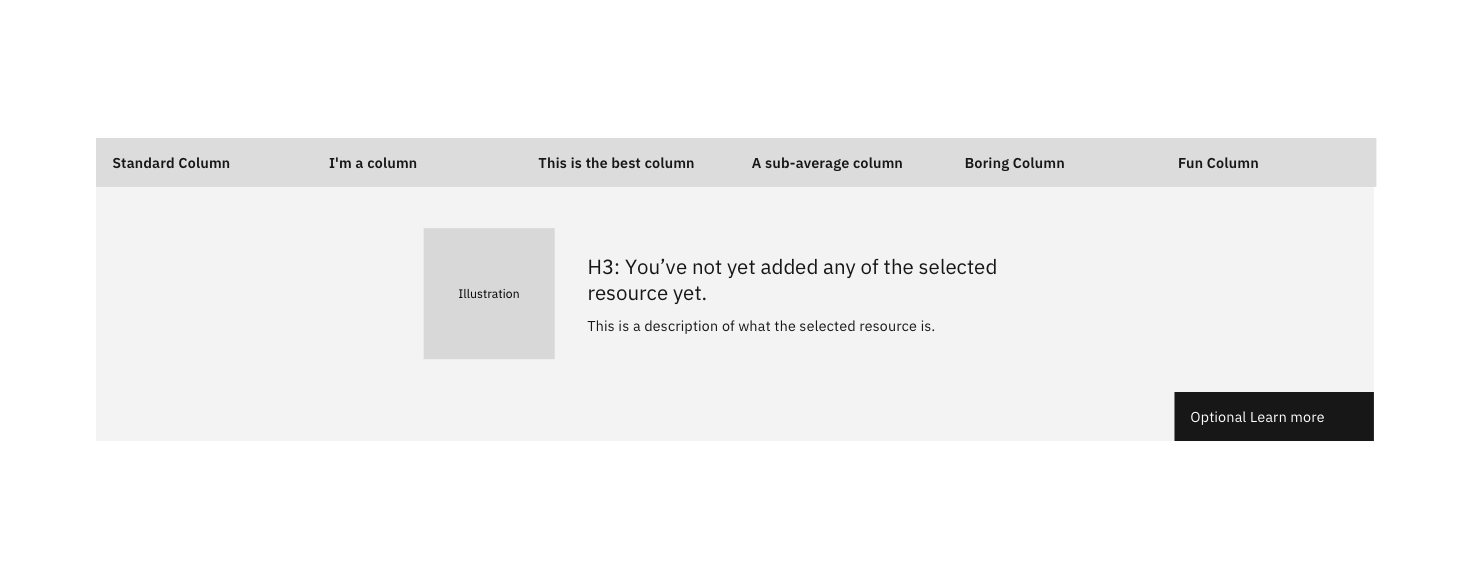 Standard Column I'm a column This is the best column A sub-average column Boring Column Fun Column
Illustration
H3: You’ve not yet added any of the selected
resource yet.
This is a description of what the selected resource is.
Optional Learn more